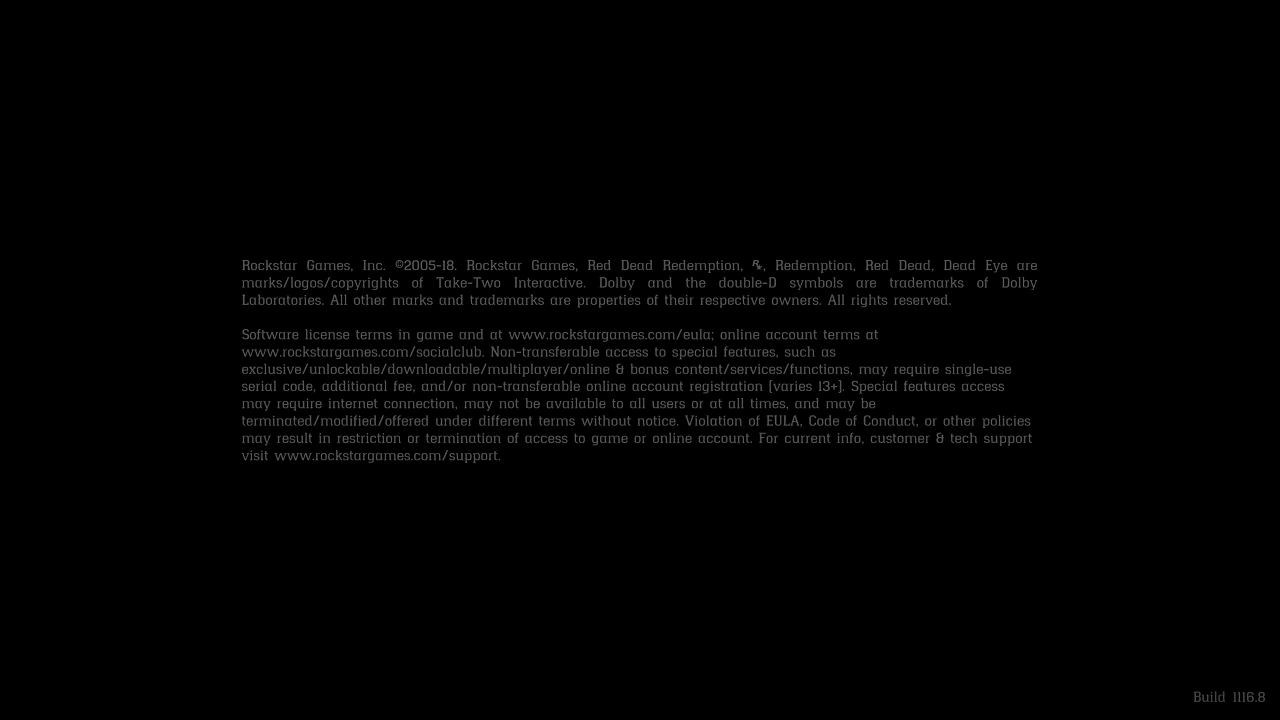 Rockstar Games, Inc. ©2005-18. Rockstar Games, Red Dead Redemption, R*, Redemption, Red Dead, Dead Eye are
marks/logos/copyrights of Take-Two Interactive. Dolby and the double-D symbols are trademarks of Dolby
Laboratories. All other marks and trademarks are properties of their respective owners. All rights reserved.
Software license terms in game and at www.rockstargames.com/eula; online account terms at
www.rockstargames.com/socialclub. Non-transferable access to special features, such as
exclusive/unlockable/downloadable/multiplayer/online & bonus content/services/functions, may require single-use
serial code, additional fee, and/or non-transferable online account registration (varies 13+). Special features access
may require internet connection, may not be available to all users or at all times, and may be
terminated/modified/offered under different terms without notice. Violation of EULA, Code of Conduct, or other policies
may result in restriction or termination of access to game or online account. For current info, customer & tech support
visit www.rockstargames.com/support.
Build 1116.8